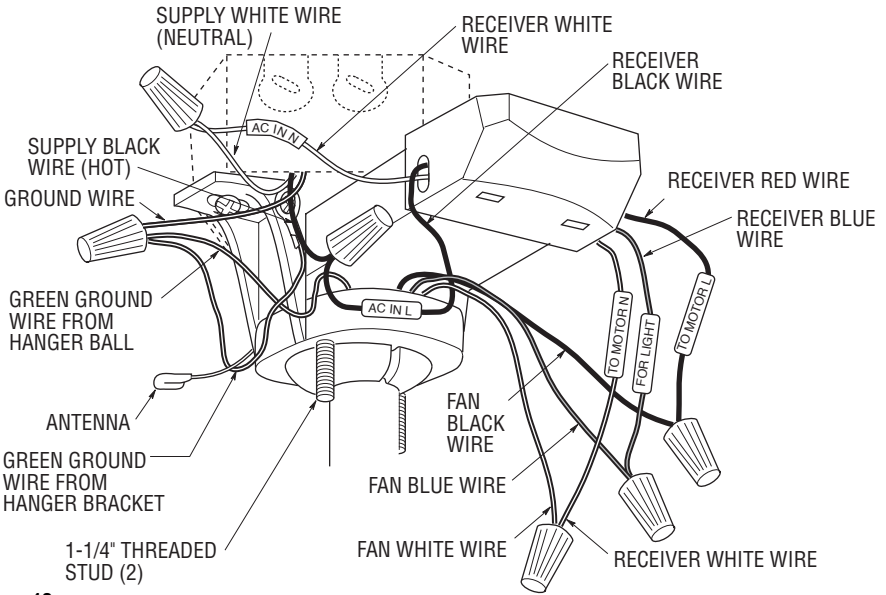 SUPPLY WHITE WIRE
(NEUTRAL)
RECEIVER WHITE
WIRE
RECEIVER
BLACK WIRE
AC IN N
SUPPLY BLACK
WIRE (HOT)
GROUND WIRE
RECEIVER RED WIRE
RECEIVER BLUE
WIRE
GREEN GROUND
WIRE FROM
HANGER BALL
AC IN L
TO MOTOR N
FOR LIGHT
TO MOTOR L
ANTENNA
FAN
BLACK
WIRE
GREEN GROUND
WIRE FROM
HANGER BRACKET
FAN BLUE WIRE
1-1/4" THREADED
STUD (2)
FAN WHITE WIRE
RECEIVER WHITE WIRE